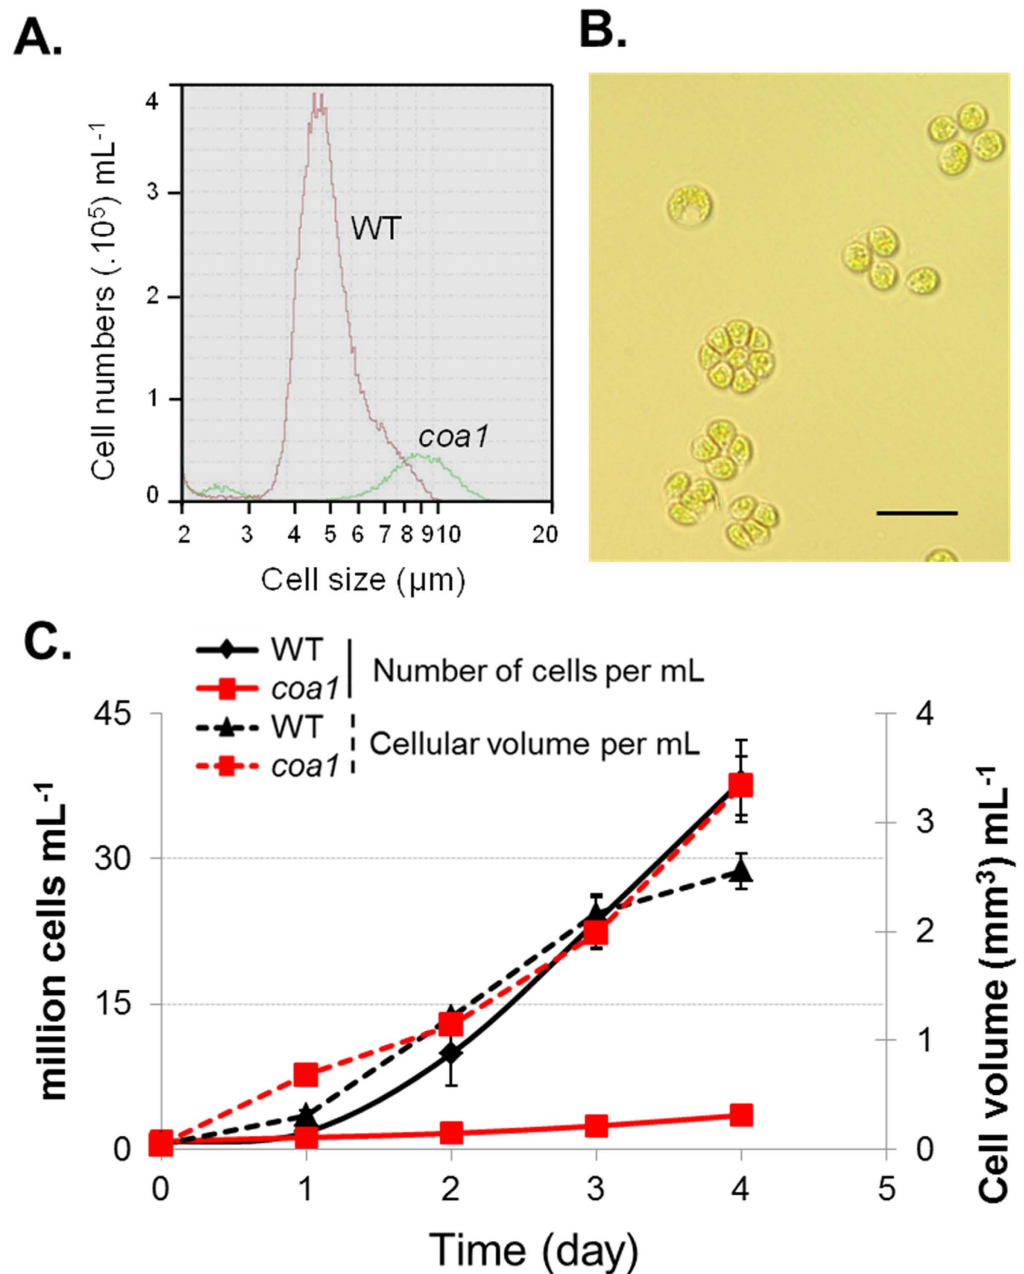 A.
B.
Cell numbers (.10⁵) mL⁻¹
4
3
2
1
0
WT
coa1
2 3 4 5 6 7 8 9 10 20
Cell size (µm)
C.
WT
coa1
Number of cells per mL
WT
coa1
Cellular volume per mL
million cells mL⁻¹
45
30
15
0
4
3
2
1
0
Cell volume (mm³) mL⁻¹
0 1 2 3 4 5
Time (day)